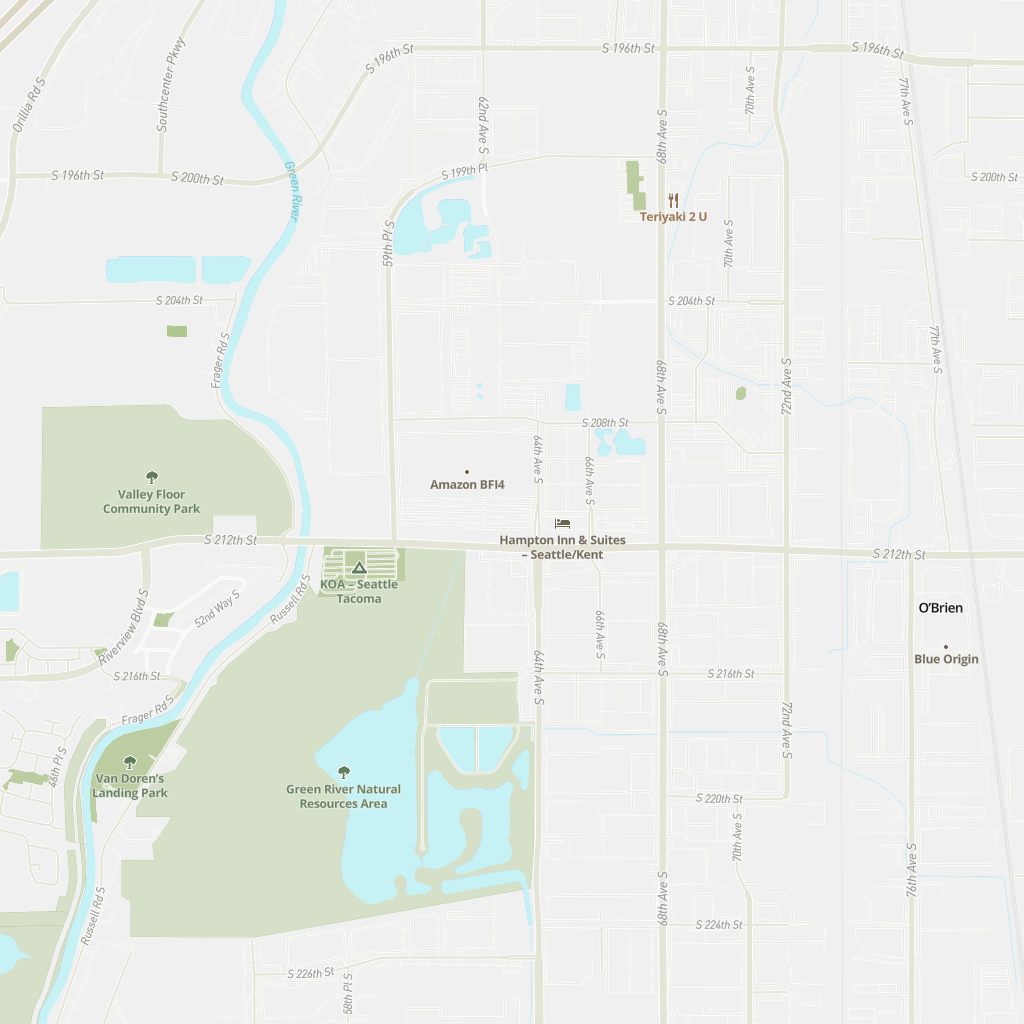 S 196th St
S 196th St
S 196th St
Orillia Rd S
Southcenter Pkwy
62nd Ave S
68th Ave S
70th Ave S
77th Ave S
S 196th St
S 200th St
S 199th Pl
S 200th St
Green River
Teriyaki 2 U
59th Pl S
70th Ave S
S 204th St
S 204th St
Frager Rd S
68th Ave S
72nd Ave S
77th Ave S
S 208th St
64th Ave S
66th Ave S
Amazon BFI4
Valley Floor
Community Park
S 212th St
Hampton Inn & Suites
– Seattle/Kent
S 212th St
KOA – Seattle
Tacoma
Russell Rd S
52nd Way S
Riverview Blvd S
O'Brien
66th Ave S
68th Ave S
64th Ave S
Blue Origin
S 216th St
S 216th St
Frager Rd S
72nd Ave S
46th Pl S
Van Doren's
Landing Park
Green River Natural
Resources Area
S 220th St
70th Ave S
76th Ave S
68th Ave S
Russell Rd S
S 224th St
S 226th St
58th Pl S